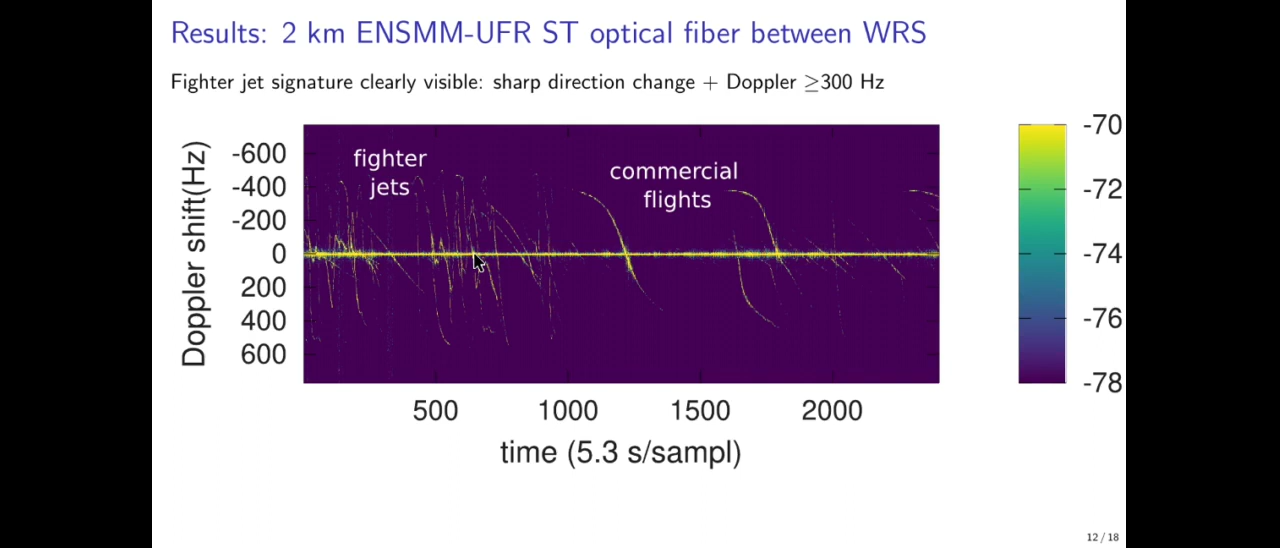 Results: 2 km ENSMM-UFR ST optical fiber between WRS
Fighter jet signature clearly visible: sharp direction change + Doppler ≥300 Hz
Doppler shift(Hz)
-600
-400
-200
0
200
400
600
fighter
jets
commercial
flights
500
1000
1500
2000
time (5.3 s/sampl)
-70
-72
-74
-76
-78
12 / 18